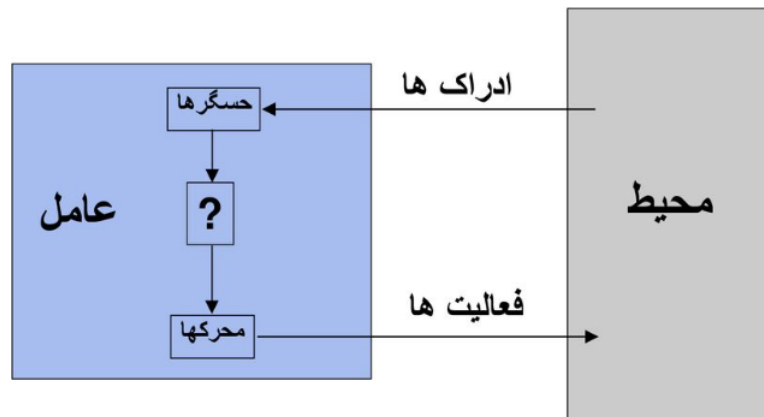 ادراک ها
حسگرها
?
عامل
محیط
فعالیت ها
محرکها